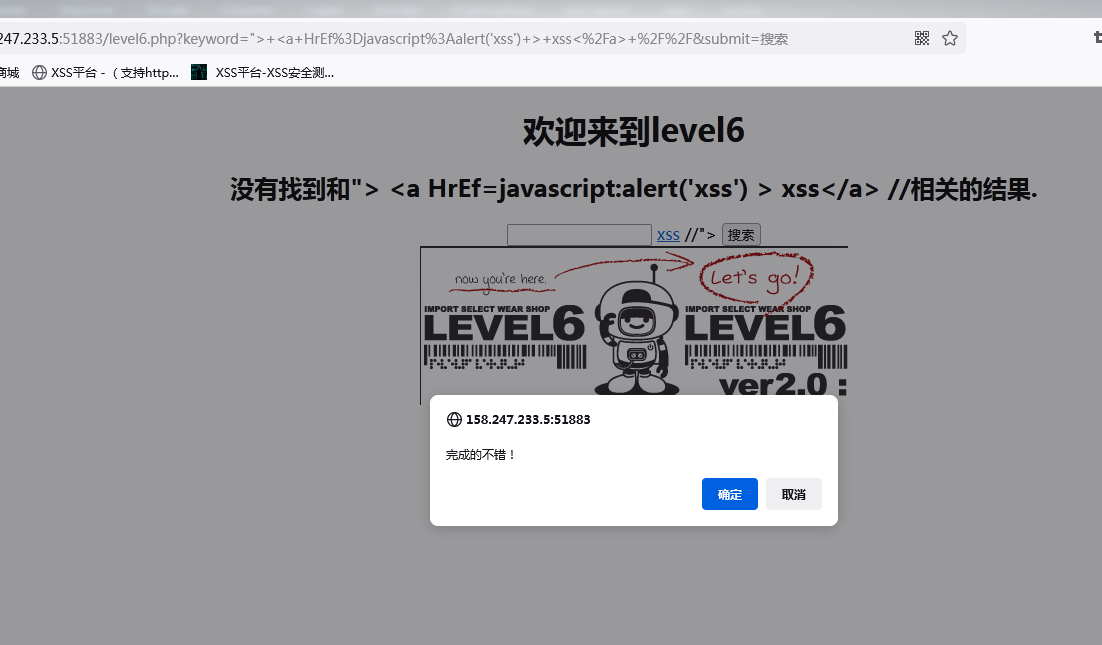 247.233.5:51883/level6.php?keyword=">+<a+HrEf%3Djavascript%3Aalert('xss')+>+xss<%2Fa>+%2F%2F&submit=搜索
商城 XSS平台 -（支持http... XSS平台-XSS安全测...
欢迎来到level6
没有找到和"> <a HrEf=javascript:alert('xss') > xss</a> //相关的结果.
xss //"> 搜索
now you're here. Let's go!
IMPORT SELECT WEAR SHOP IMPORT SELECT WEAR SHOP
LEVEL6 LEVEL6
ver2.0 :
158.247.233.5:51883
完成的不错！
确定 取消